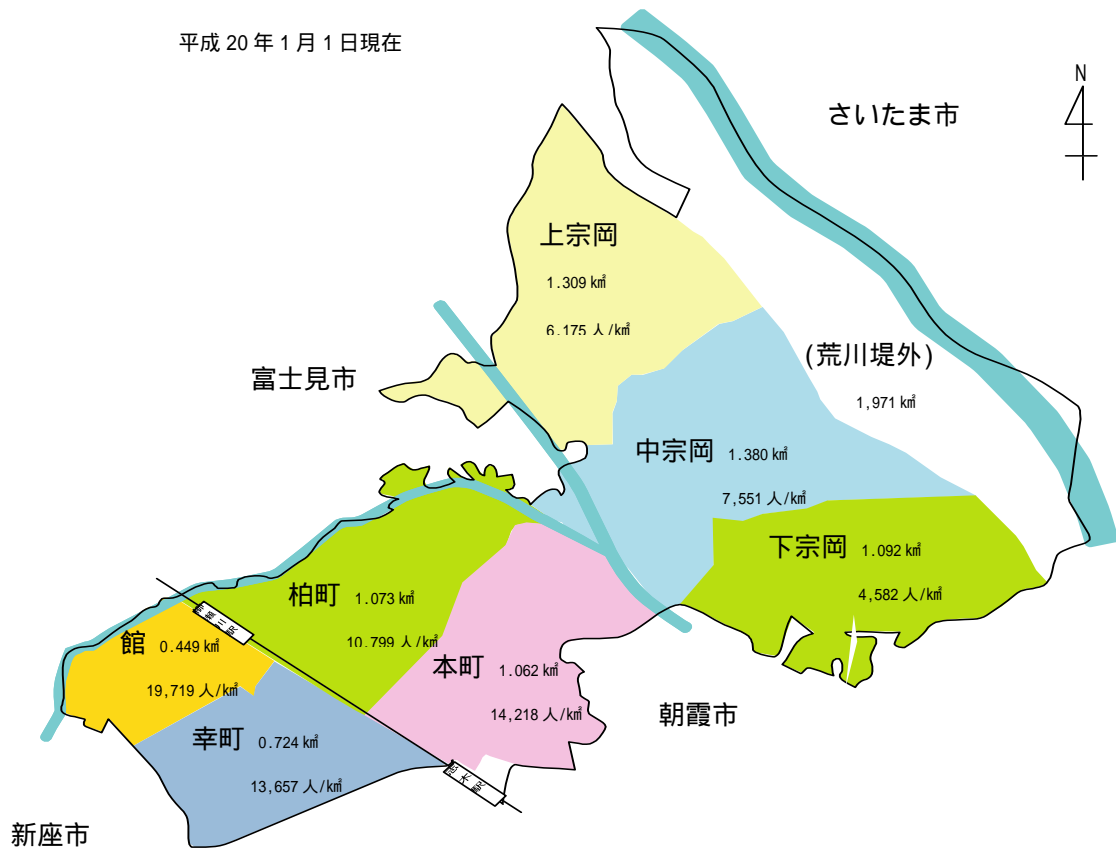 平成 20 年 1 月 1 日現在
N
さいたま市
上宗岡
1.309 ㎢
6,175 人/㎢
(荒川堤外)
1,971 ㎢
富士見市
中宗岡 1.380 ㎢
7,551 人/㎢
下宗岡 1.092 ㎢
4,582 人/㎢
柏町 1.073 ㎢
10,799 人/㎢
館 0.449 ㎢
19,719 人/㎢
本町 1.062 ㎢
14,218 人/㎢
朝霞市
幸町 0.724 ㎢
13,657 人/㎢
志木駅
新座市